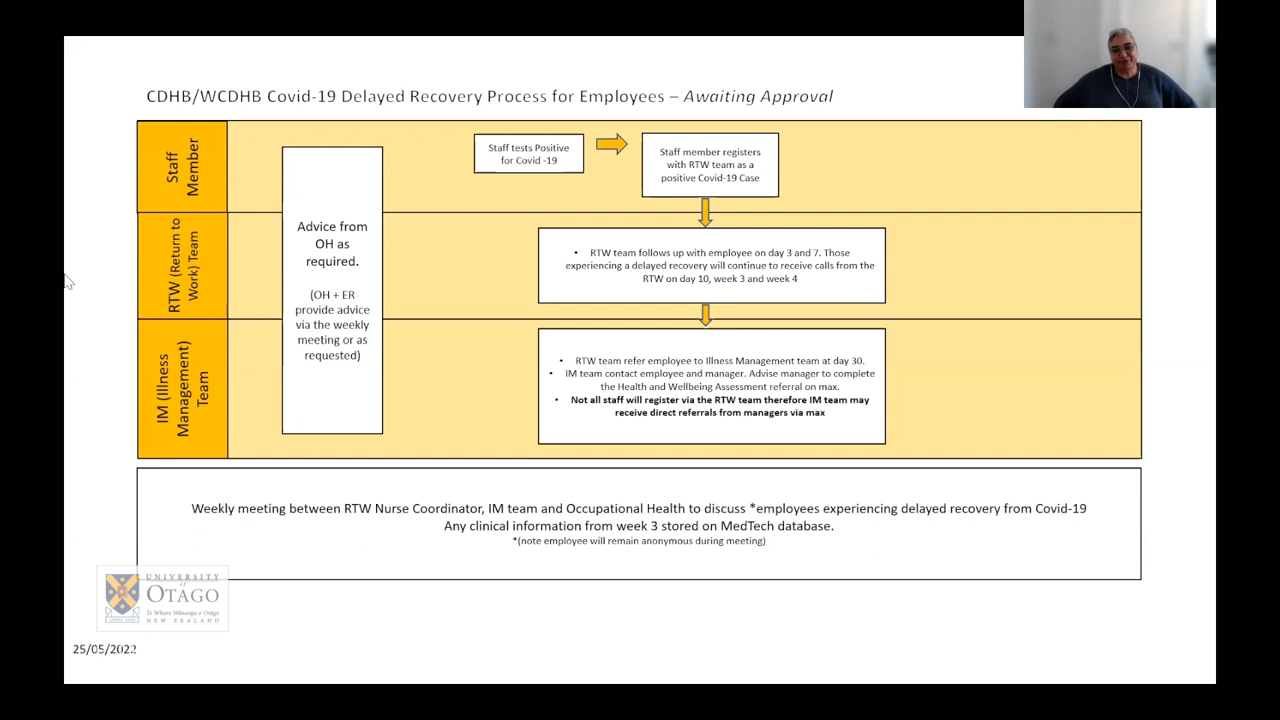 CDHB/WCDHB Covid-19 Delayed Recovery Process for Employees – Awaiting Approval
Staff
Member
Staff tests Positive
for Covid -19
Staff member registers
with RTW team as a
positive Covid-19 Case
Advice from
OH as
required.
(OH + ER
provide advice
via the weekly
meeting or as
requested)
RTW (Return to
Work) Team
• RTW team follows up with employee on day 3 and 7. Those
experiencing a delayed recovery will continue to receive calls from the
RTW on day 10, week 3 and week 4
IM (Illness
Management)
Team
• RTW team refer employee to Illness Management team at day 30.
• IM team contact employee and manager. Advise manager to complete
the Health and Wellbeing Assessment referral on max.
• Not all staff will register via the RTW team therefore IM team may
receive direct referrals from managers via max
Weekly meeting between RTW Nurse Coordinator, IM team and Occupational Health to discuss *employees experiencing delayed recovery from Covid-19
Any clinical information from week 3 stored on MedTech database.
*(note employee will remain anonymous during meeting)
UNIVERSITY
of
OTAGO
Te Whare Wānanga o Otāgo
NEW ZEALAND
25/05/2022